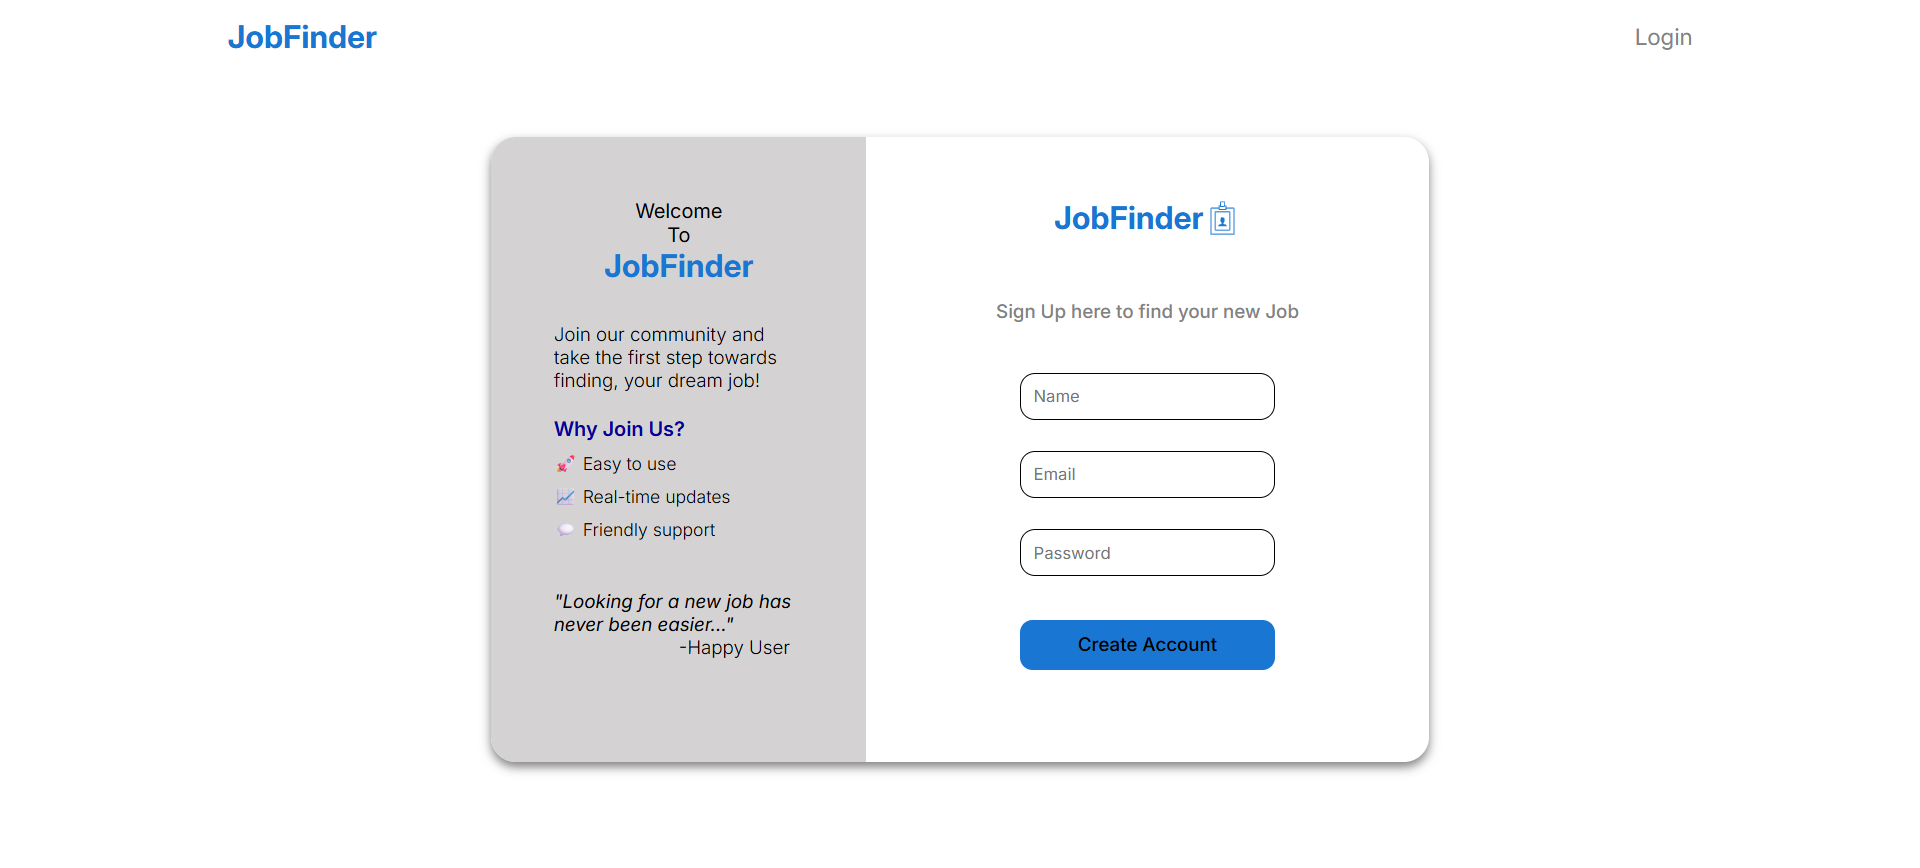 JobFinder
Login
Welcome
To
JobFinder
Join our community and
take the first step towards
finding, your dream job!
Why Join Us?
Easy to use
Real-time updates
Friendly support
"Looking for a new job has
never been easier..."
-Happy User
JobFinder
Sign Up here to find your new Job
Name
Email
Password
Create Account